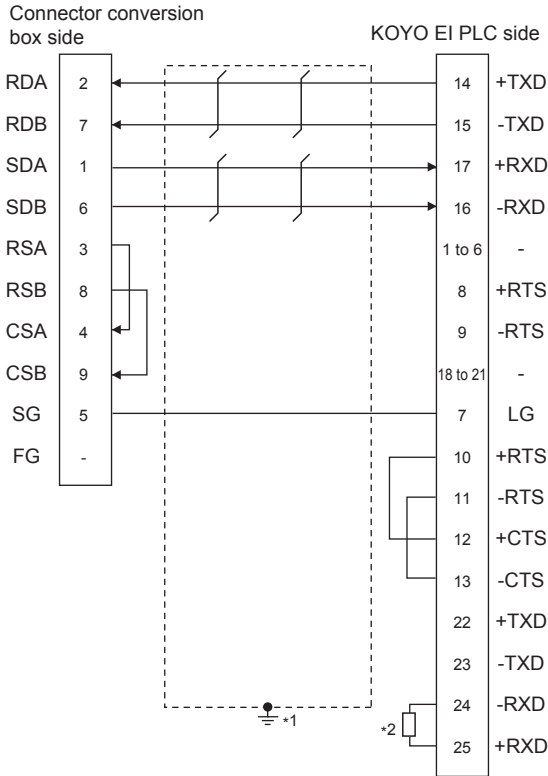 Connector conversion
box side
KOYO EI PLC side
RDA 2 14 +TXD
RDB 7 15 -TXD
SDA 1 17 +RXD
SDB 6 16 -RXD
RSA 3 1 to 6 -
RSB 8 8 +RTS
CSA 4 9 -RTS
CSB 9 18 to 21 -
SG 5 7 LG
FG - 10 +RTS
11 -RTS
12 +CTS
13 -CTS
22 +TXD
23 -TXD
*1 24 -RXD
*2
25 +RXD